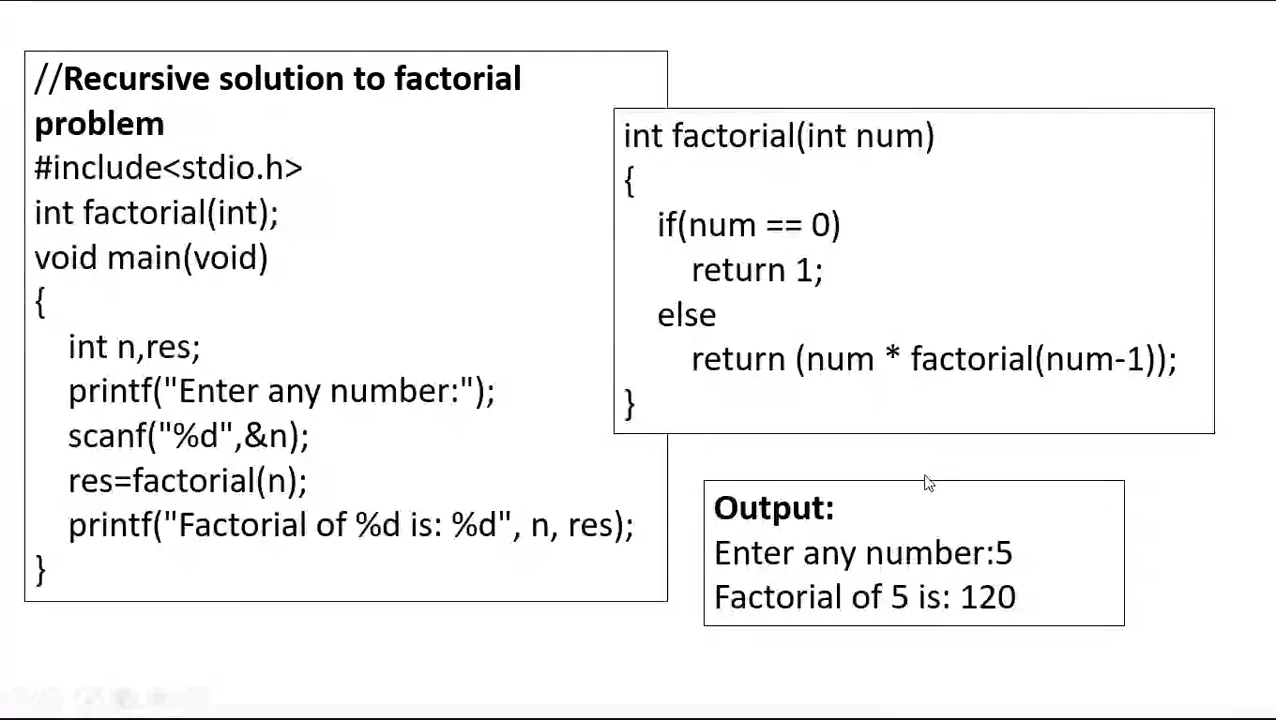 //Recursive solution to factorial
problem
#include<stdio.h>
int factorial(int);
void main(void)
{
int n,res;
printf("Enter any number:");
scanf("%d",&n);
res=factorial(n);
printf("Factorial of %d is: %d", n, res);
}
int factorial(int num)
{
if(num == 0)
return 1;
else
return (num * factorial(num-1));
}
Output:
Enter any number:5
Factorial of 5 is: 120